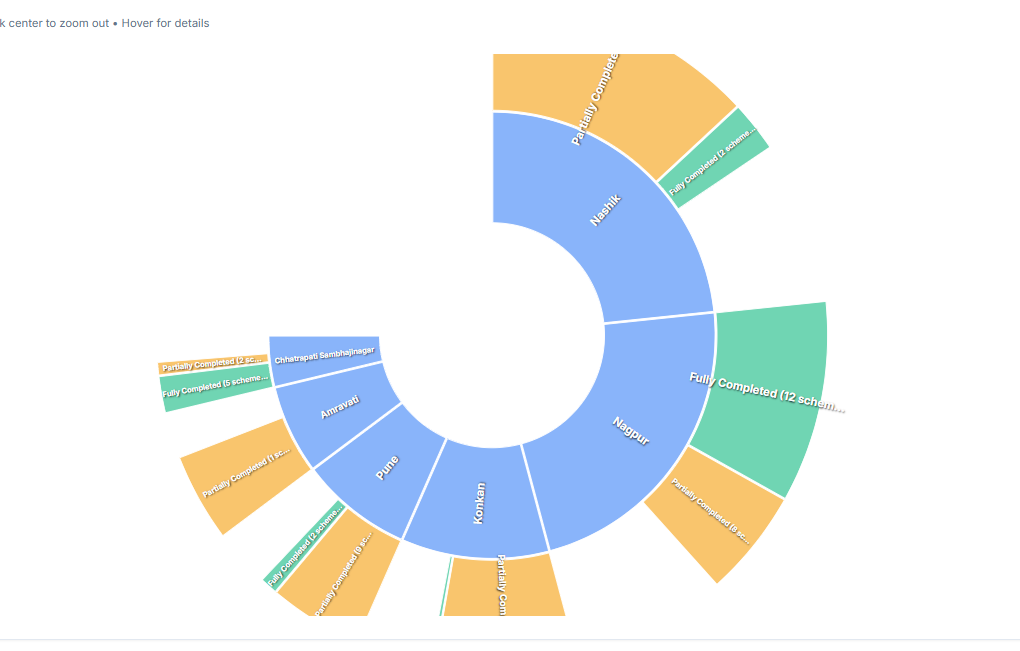 k center to zoom out • Hover for details
Partially Complete
Fully Completed (2 scheme...
Nashik
Fully Completed (12 schem...
Nagpur
Partially Completed (8 sc...
Konkan
Partially Com
Pune
Partially Completed (9 sc...
Fully Completed (2 scheme...
Amravati
Partially Completed (1 sc...
Chhatrapati Sambhajinagar
Fully Completed (5 scheme...
Partially Completed (2 sc...